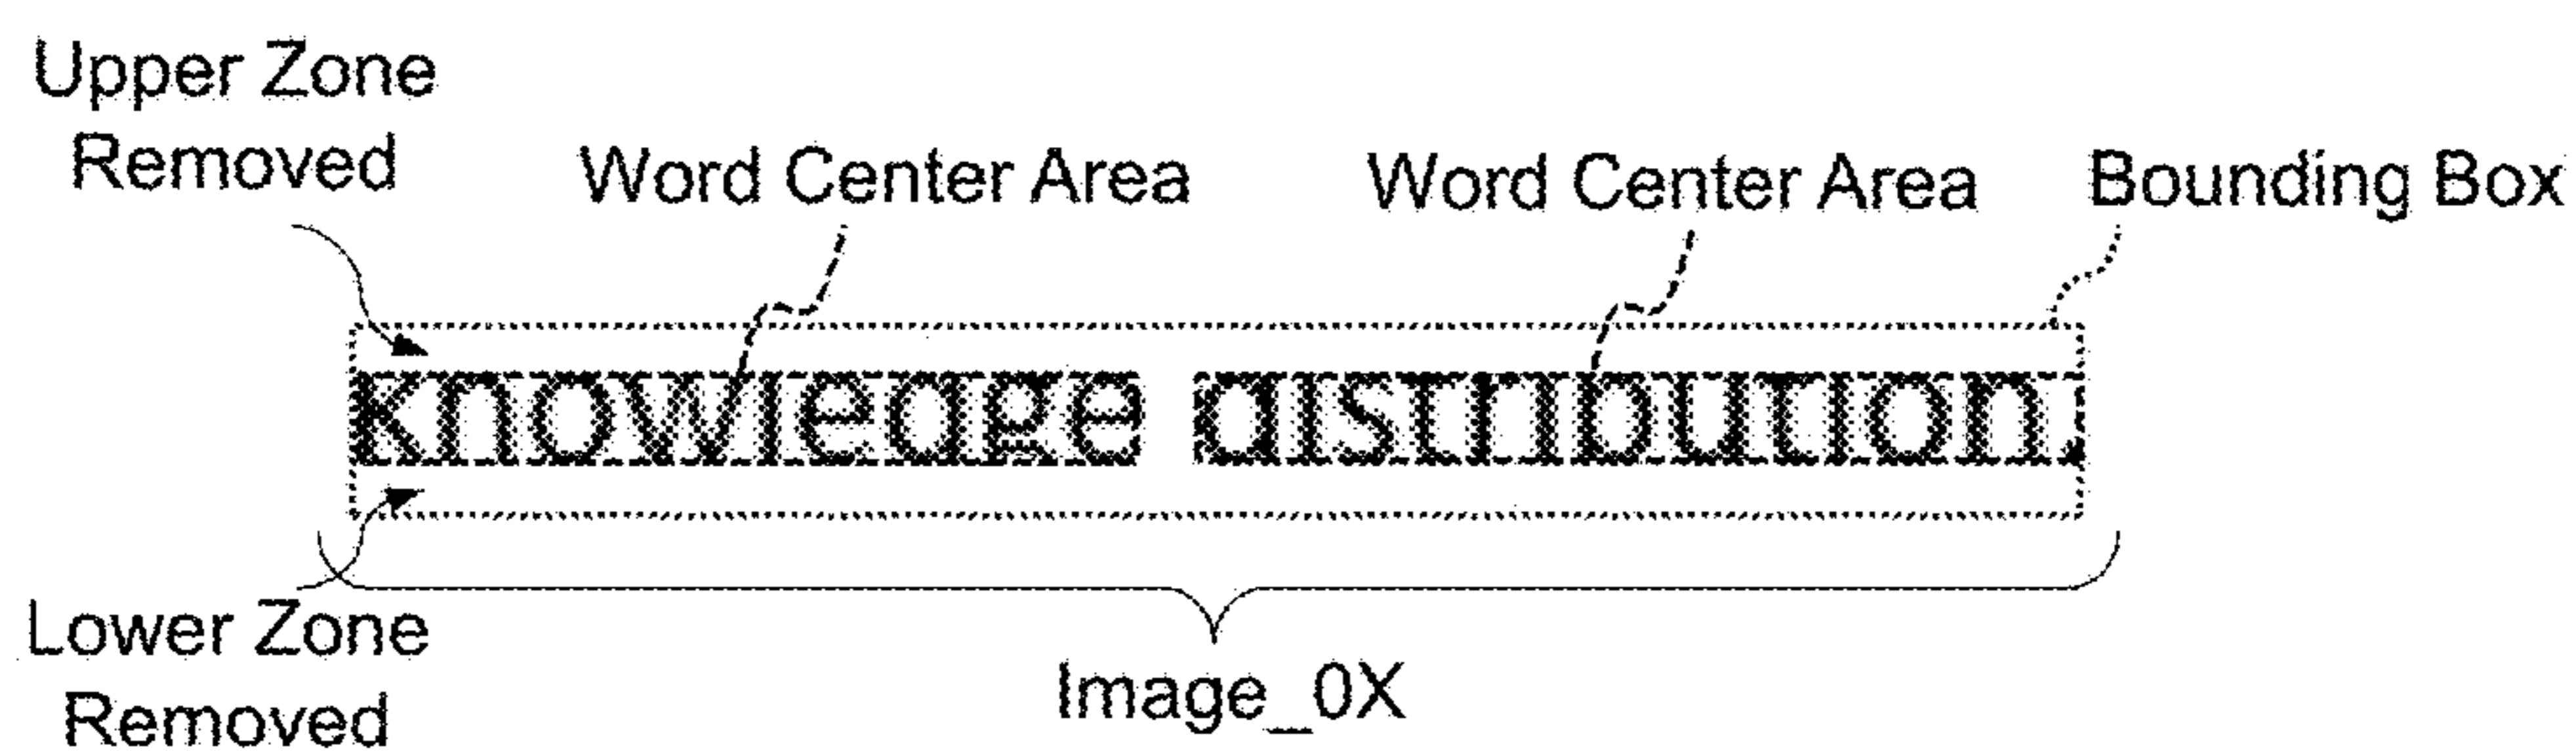 Upper Zone
Removed
Word Center Area
Word Center Area
Bounding Box
knowledge distribution.
Lower Zone
Removed
Image_0X